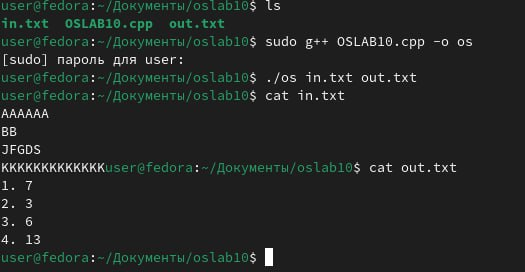 user@fedora:~/Документы/oslab10$ ls
in.txt  OSLAB10.cpp  out.txt
user@fedora:~/Документы/oslab10$ sudo g++ OSLAB10.cpp -o os
[sudo] пароль для user:
user@fedora:~/Документы/oslab10$ ./os in.txt out.txt
user@fedora:~/Документы/oslab10$ cat in.txt
AAAAAA
BB
JFGDS
KKKKKKKKKKKKKuser@fedora:~/Документы/oslab10$ cat out.txt
1. 7
2. 3
3. 6
4. 13
user@fedora:~/Документы/oslab10$